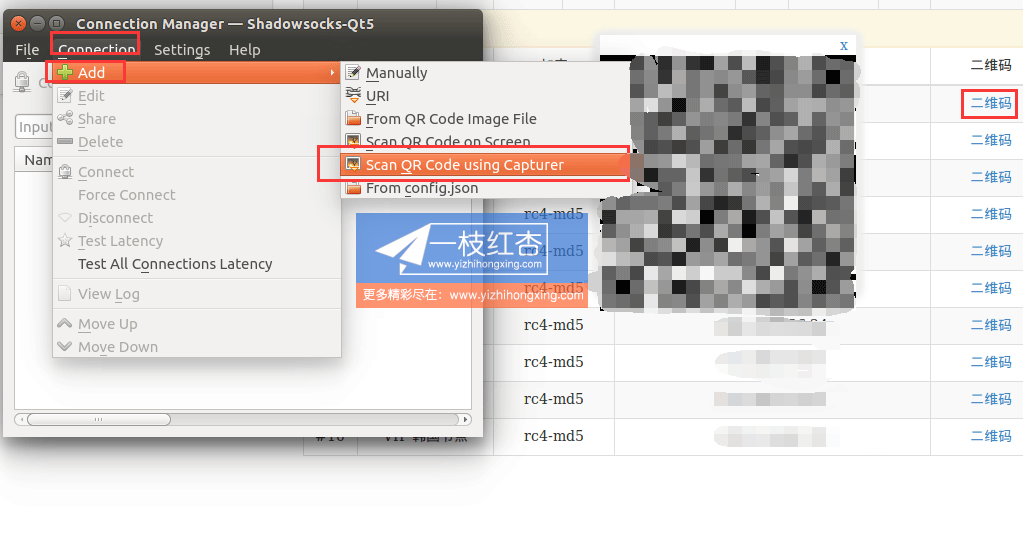 Connection Manager — Shadowsocks-Qt5
File Connection Settings Help
Add
Edit
Share
Delete
Connect
Force Connect
Disconnect
Test Latency
Test All Connections Latency
View Log
Move Up
Move Down
Manually
URI
From QR Code Image File
Scan QR Code on Screen
Scan QR Code using Capturer
From config.json
Input
Nam
x
二维码
二维码
二维码
二维码
rc4-md5 二维码
rc4-md5 二维码
rc4-md5 二维码
rc4-md5 二维码
rc4-md5 二维码
rc4-md5 二维码
#10 VIP 韩国节点 rc4-md5 二维码
一枝红杏
www.yizhihongxing.com
更多精彩尽在：www.yizhihongxing.com